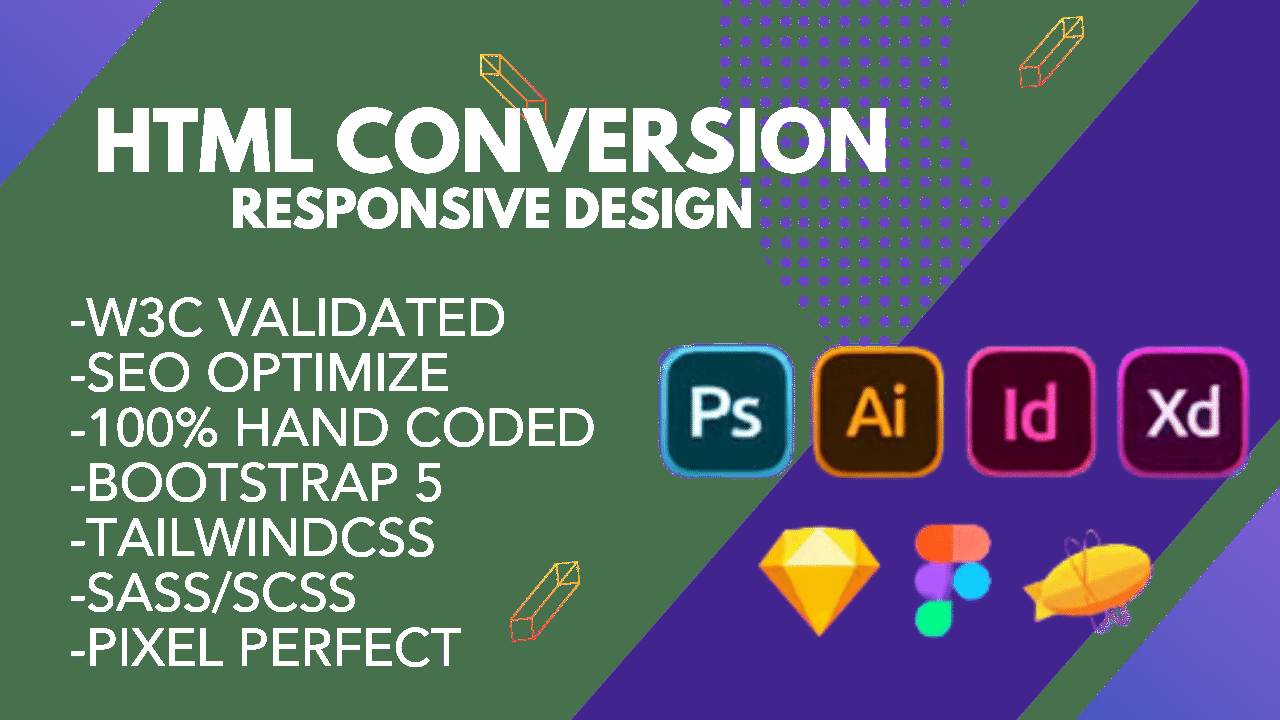 HTML CONVERSION
RESPONSIVE DESIGN
-W3C VALIDATED
-SEO OPTIMIZE
-100% HAND CODED
-BOOTSTRAP 5
-TAILWINDCSS
-SASS/SCSS
-PIXEL PERFECT
Ps Ai Id Xd